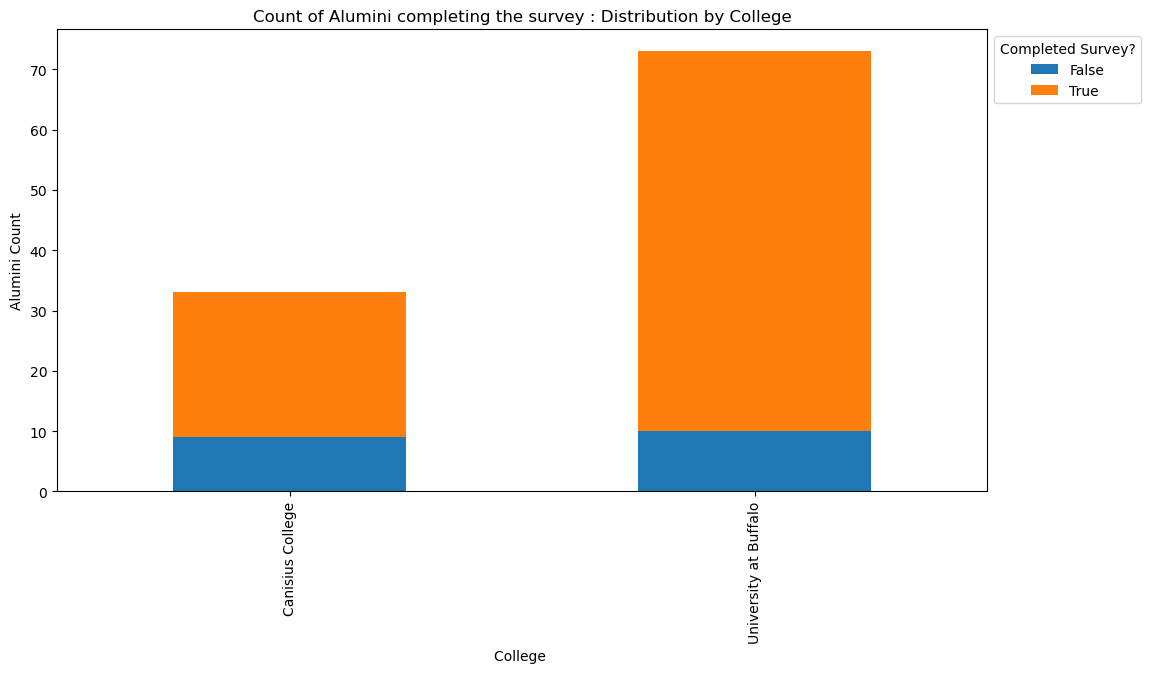 Count of Alumini completing the survey : Distribution by College
Completed Survey?
False
True
Alumini Count
70
60
50
40
30
20
10
0
Canisius College
University at Buffalo
College